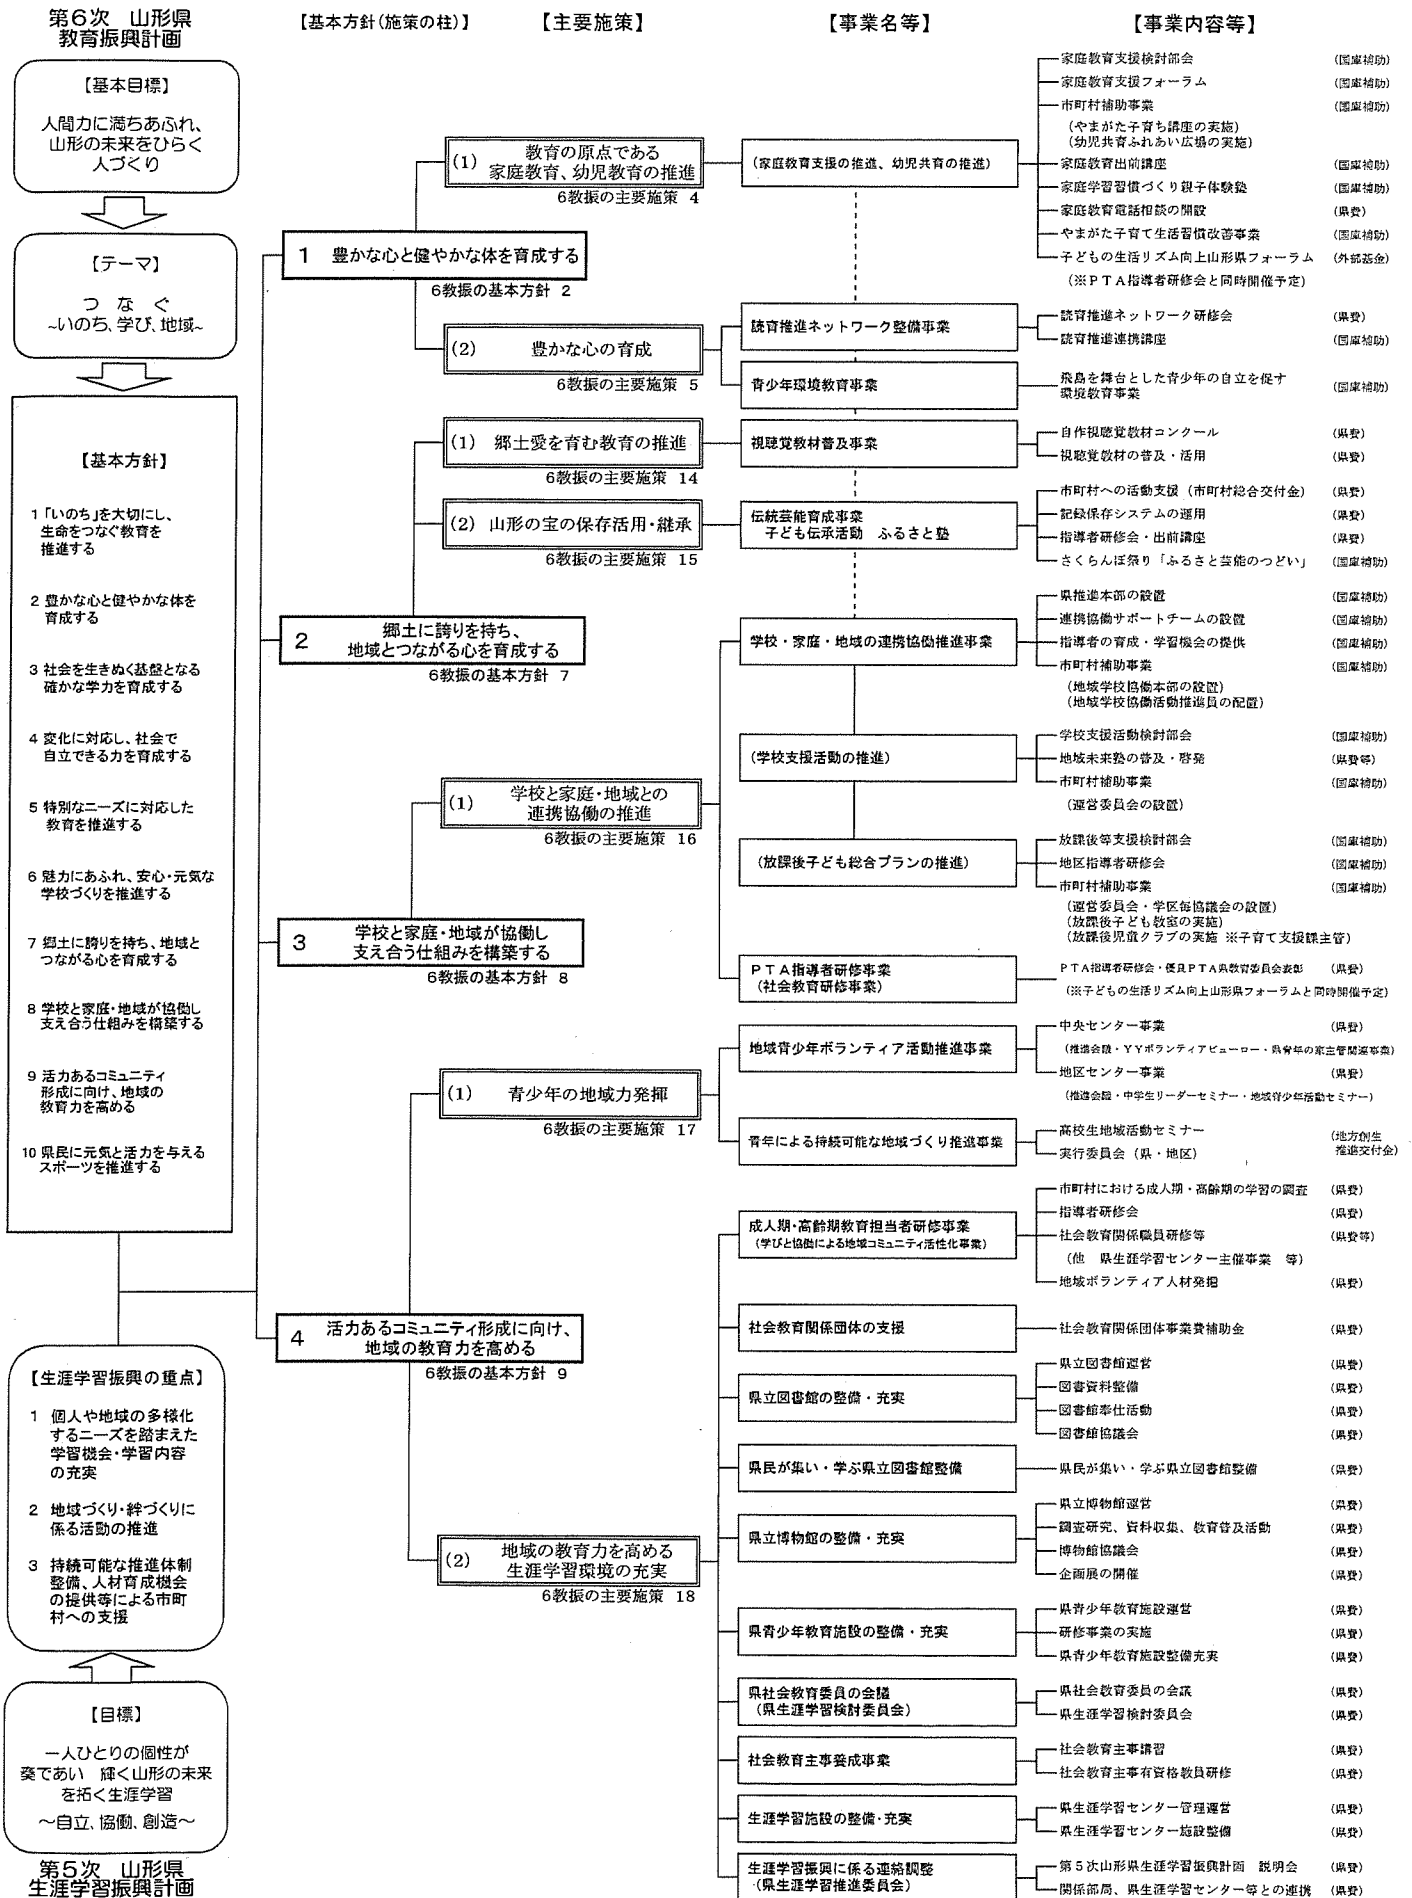 第6次　山形県
教育振興計画
【基本目標】
人間力に満ちあふれ、
山形の未来をひらく
人づくり
【テーマ】
つ　な　ぐ
~いのち、学び、地域~
【基本方針】
1 「いのち」を大切にし、
生命をつなぐ教育を
推進する
2 豊かな心と健やかな体を
育成する
3 社会を生きぬく基盤となる
確かな学力を育成する
4 変化に対応し、社会で
自立できる力を育成する
5 特別なニーズに対応した
教育を推進する
6 魅力にあふれ、安心・元気な
学校づくりを推進する
7 郷土に誇りを持ち、地域と
つながる心を育成する
8 学校と家庭・地域が協働し
支え合う仕組みを構築する
9 活力あるコミュニティ
形成に向け、地域の
教育力を高める
10 県民に元気と活力を与える
スポーツを推進する
【生涯学習振興の重点】
1 個人や地域の多様化
するニーズを踏まえた
学習機会・学習内容
の充実
2 地域づくり・絆づくりに
係る活動の推進
3 持続可能な推進体制
整備、人材育成機会
の提供等による市町
村への支援
【目標】
一人ひとりの個性が
奏であい　輝く山形の未来
を拓く生涯学習
～自立、協働、創造～
第5次　山形県
生涯学習振興計画
【基本方針(施策の柱)】
1 豊かな心と健やかな体を育成する
6教振の基本方針 2
2 郷土に誇りを持ち、
地域とつながる心を育成する
6教振の基本方針 7
3 学校と家庭・地域が協働し
支え合う仕組みを構築する
6教振の基本方針 8
4 活力あるコミュニティ形成に向け、
地域の教育力を高める
6教振の基本方針 9
【主要施策】
(1) 教育の原点である
家庭教育、幼児教育の推進
6教振の主要施策 4
(2) 豊かな心の育成
6教振の主要施策 5
(1) 郷土愛を育む教育の推進
6教振の主要施策 14
(2) 山形の宝の保存活用・継承
6教振の主要施策 15
(1) 学校と家庭・地域との
連携協働の推進
6教振の主要施策 16
(1) 青少年の地域力発揮
6教振の主要施策 17
(2) 地域の教育力を高める
生涯学習環境の充実
6教振の主要施策 18
【事業名等】
(家庭教育支援の推進、幼児共育の推進)
読育推進ネットワーク整備事業
青少年環境教育事業
視聴覚教材普及事業
伝統芸能育成事業
子ども伝承活動　ふるさと塾
学校・家庭・地域の連携協働推進事業
(学校支援活動の推進)
(放課後子ども総合プランの推進)
PTA指導者研修事業
(社会教育研修事業)
地域青少年ボランティア活動推進事業
青年による持続可能な地域づくり推進事業
成人期・高齢期教育担当者研修事業
(学びと協働による地域コミュニティ活性化事業)
社会教育関係団体の支援
県立図書館の整備・充実
県民が集い・学ぶ県立図書館整備
県立博物館の整備・充実
県青少年教育施設の整備・充実
県社会教育委員の会議
(県生涯学習検討委員会)
社会教育主事養成事業
生涯学習施設の整備・充実
生涯学習振興に係る連絡調整
(県生涯学習推進委員会)
【事業内容等】
家庭教育支援検討部会 (国庫補助)
家庭教育支援フォーラム (国庫補助)
市町村補助事業 (国庫補助)
(やまがた子育ち講座の実施)
(幼児共育ふれあい広場の実施)
家庭教育出前講座 (国庫補助)
家庭学習習慣づくり親子体験塾 (国庫補助)
家庭教育電話相談の開設 (県費)
やまがた子育て生活習慣改善事業 (国庫補助)
子どもの生活リズム向上山形県フォーラム (外部基金)
(※PTA指導者研修会と同時開催予定)
読育推進ネットワーク研修会 (県費)
読育推進連携講座 (国庫補助)
飛島を舞台とした青少年の自立を促す
環境教育事業 (国庫補助)
自作視聴覚教材コンクール (県費)
視聴覚教材の普及・活用 (県費)
市町村への活動支援 (市町村総合交付金) (県費)
記録保存システムの運用 (県費)
指導者研修会・出前講座 (県費)
さくらんぼ祭り「ふるさと芸能のつどい」 (国庫補助)
県推進本部の設置 (国庫補助)
連携協働サポートチームの設置 (国庫補助)
指導者の育成・学習機会の提供 (国庫補助)
市町村補助事業 (国庫補助)
(地域学校協働本部の設置)
(地域学校協働活動推進員の配置)
学校支援活動検討部会 (国庫補助)
地域未来塾の普及・啓発 (県費等)
市町村補助事業 (国庫補助)
(運営委員会の設置)
放課後等支援検討部会 (国庫補助)
地区指導者研修会 (国庫補助)
市町村補助事業 (国庫補助)
(運営委員会・学区毎協議会の設置)
(放課後子ども教室の実施)
(放課後児童クラブの実施 ※子育て支援課主管)
PTA指導者研修会・優良PTA県教育委員会表彰 (県費)
(※子どもの生活リズム向上山形県フォーラムと同時開催予定)
中央センター事業 (県費)
(推進会議・YYボランティアビューロー・県青年の家主管関連事業)
地区センター事業 (県費)
(推進会議・中学生リーダーセミナー・地域青少年活動セミナー)
高校生地域活動セミナー (地方創生
実行委員会 (県・地区) 推進交付金)
市町村における成人期・高齢期の学習の調査 (県費)
指導者研修会 (県費)
社会教育関係職員研修等 (県費等)
(他　県生涯学習センター主催事業　等)
地域ボランティア人材発掘 (県費)
社会教育関係団体事業費補助金 (県費)
県立図書館運営 (県費)
図書資料整備 (県費)
図書館奉仕活動 (県費)
図書館協議会 (県費)
県民が集い・学ぶ県立図書館整備 (県費)
県立博物館運営 (県費)
調査研究、資料収集、教育普及活動 (県費)
博物館協議会 (県費)
企画展の開催 (県費)
県青少年教育施設運営 (県費)
研修事業の実施 (県費)
県青少年教育施設整備充実 (県費)
県社会教育委員の会議 (県費)
県生涯学習検討委員会 (県費)
社会教育主事講習 (県費)
社会教育主事有資格教員研修 (県費)
県生涯学習センター管理運営 (県費)
県生涯学習センター施設整備 (県費)
第5次山形県生涯学習振興計画　説明会 (県費)
関係部局、県生涯学習センター等との連携 (県費)